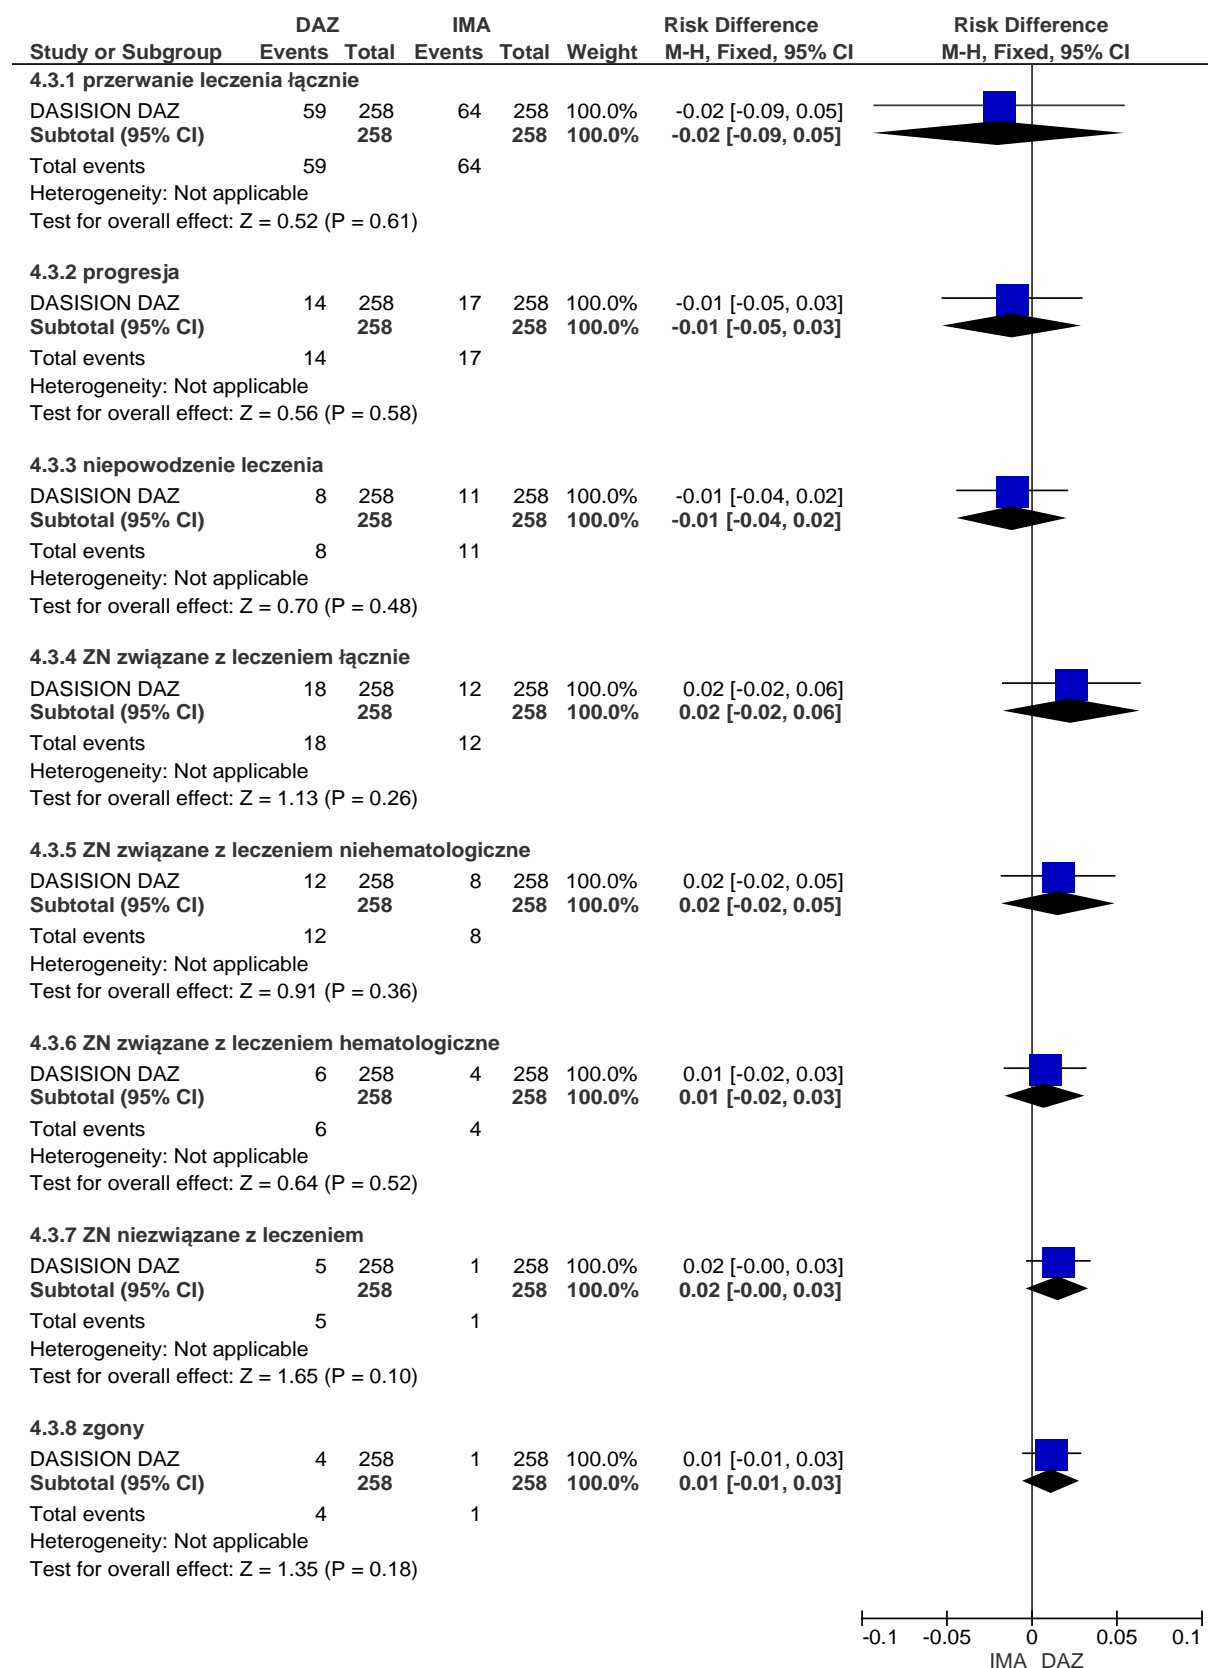 DAZ IMA Risk Difference Risk Difference
Study or Subgroup Events Total Events Total Weight M-H, Fixed, 95% CI M-H, Fixed, 95% CI
4.3.1 przerwanie leczenia łącznie
DASISION DAZ 59 258 64 258 100.0% -0.02 [-0.09, 0.05]
Subtotal (95% CI) 258 258 100.0% -0.02 [-0.09, 0.05]
Total events 59 64
Heterogeneity: Not applicable
Test for overall effect: Z = 0.52 (P = 0.61)
4.3.2 progresja
DASISION DAZ 14 258 17 258 100.0% -0.01 [-0.05, 0.03]
Subtotal (95% CI) 258 258 100.0% -0.01 [-0.05, 0.03]
Total events 14 17
Heterogeneity: Not applicable
Test for overall effect: Z = 0.56 (P = 0.58)
4.3.3 niepowodzenie leczenia
DASISION DAZ 8 258 11 258 100.0% -0.01 [-0.04, 0.02]
Subtotal (95% CI) 258 258 100.0% -0.01 [-0.04, 0.02]
Total events 8 11
Heterogeneity: Not applicable
Test for overall effect: Z = 0.70 (P = 0.48)
4.3.4 ZN związane z leczeniem łącznie
DASISION DAZ 18 258 12 258 100.0% 0.02 [-0.02, 0.06]
Subtotal (95% CI) 258 258 100.0% 0.02 [-0.02, 0.06]
Total events 18 12
Heterogeneity: Not applicable
Test for overall effect: Z = 1.13 (P = 0.26)
4.3.5 ZN związane z leczeniem niehematologiczne
DASISION DAZ 12 258 8 258 100.0% 0.02 [-0.02, 0.05]
Subtotal (95% CI) 258 258 100.0% 0.02 [-0.02, 0.05]
Total events 12 8
Heterogeneity: Not applicable
Test for overall effect: Z = 0.91 (P = 0.36)
4.3.6 ZN związane z leczeniem hematologiczne
DASISION DAZ 6 258 4 258 100.0% 0.01 [-0.02, 0.03]
Subtotal (95% CI) 258 258 100.0% 0.01 [-0.02, 0.03]
Total events 6 4
Heterogeneity: Not applicable
Test for overall effect: Z = 0.64 (P = 0.52)
4.3.7 ZN niezwiązane z leczeniem
DASISION DAZ 5 258 1 258 100.0% 0.02 [-0.00, 0.03]
Subtotal (95% CI) 258 258 100.0% 0.02 [-0.00, 0.03]
Total events 5 1
Heterogeneity: Not applicable
Test for overall effect: Z = 1.65 (P = 0.10)
4.3.8 zgony
DASISION DAZ 4 258 1 258 100.0% 0.01 [-0.01, 0.03]
Subtotal (95% CI) 258 258 100.0% 0.01 [-0.01, 0.03]
Total events 4 1
Heterogeneity: Not applicable
Test for overall effect: Z = 1.35 (P = 0.18)
-0.1 -0.05 0 0.05 0.1
IMA DAZ